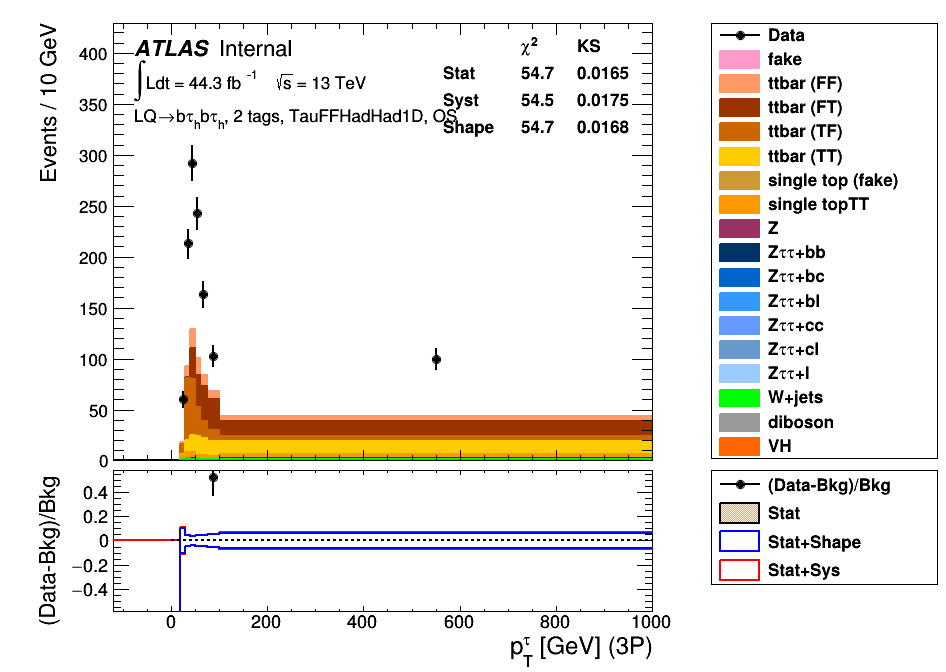 ATLAS Internal
∫Ldt = 44.3 fb⁻¹ √s = 13 TeV
LQ→bτₕbτₕ, 2 tags, TauFFHadHad1D, OS
χ² KS
Stat 54.7 0.0165
Syst 54.5 0.0175
Shape 54.7 0.0168
Events / 10 GeV
400
350
300
250
200
150
100
50
0
(Data-Bkg)/Bkg
0.4
0.2
0
−0.2
−0.4
0 200 400 600 800 1000
p_T^τ [GeV] (3P)
Data
fake
ttbar (FF)
ttbar (FT)
ttbar (TF)
ttbar (TT)
single top (fake)
single topTT
Z
Zττ+bb
Zττ+bc
Zττ+bl
Zττ+cc
Zττ+cl
Zττ+l
W+jets
diboson
VH
(Data-Bkg)/Bkg
Stat
Stat+Shape
Stat+Sys